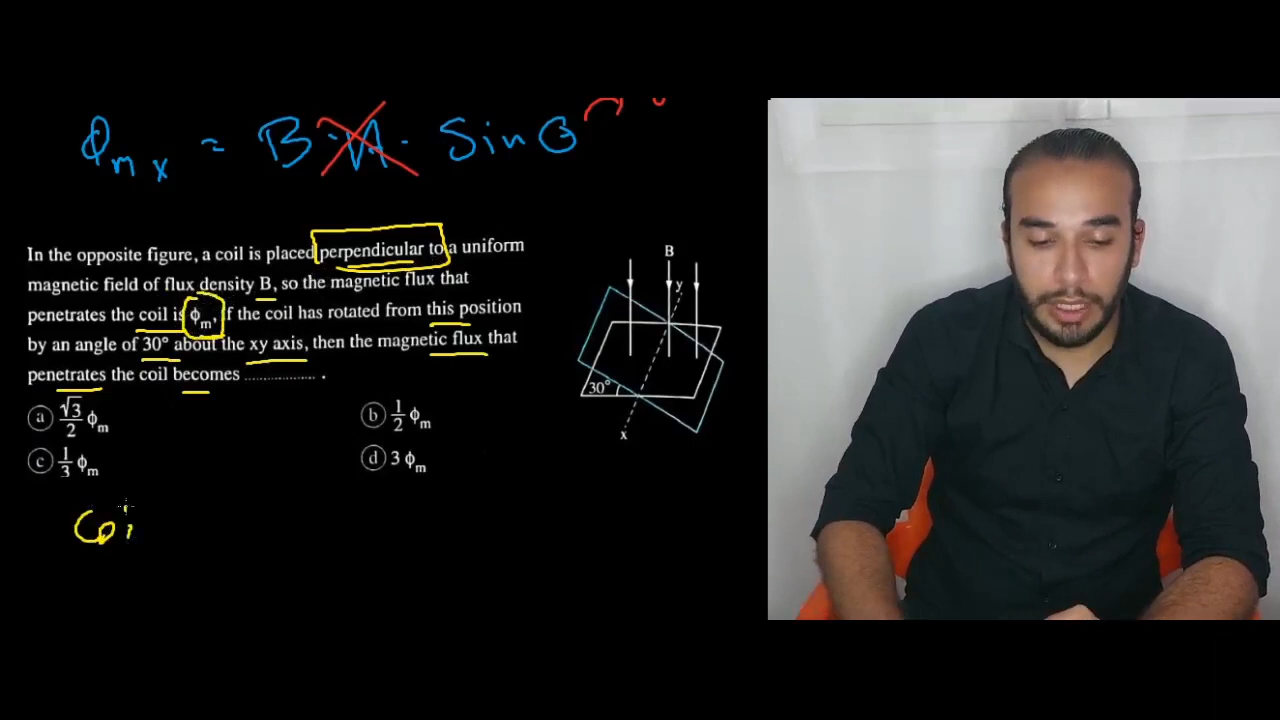 Φm x = B · A · Sin θ
In the opposite figure, a coil is placed perpendicular to a uniform
magnetic field of flux density B, so the magnetic flux that
penetrates the coil is ϕm, if the coil has rotated from this position
by an angle of 30° about the xy axis, then the magnetic flux that
penetrates the coil becomes .................. .
a √3/2 ϕm
b 1/2 ϕm
c 1/3 ϕm
d 3 ϕm
B
y
30°
x
Coi